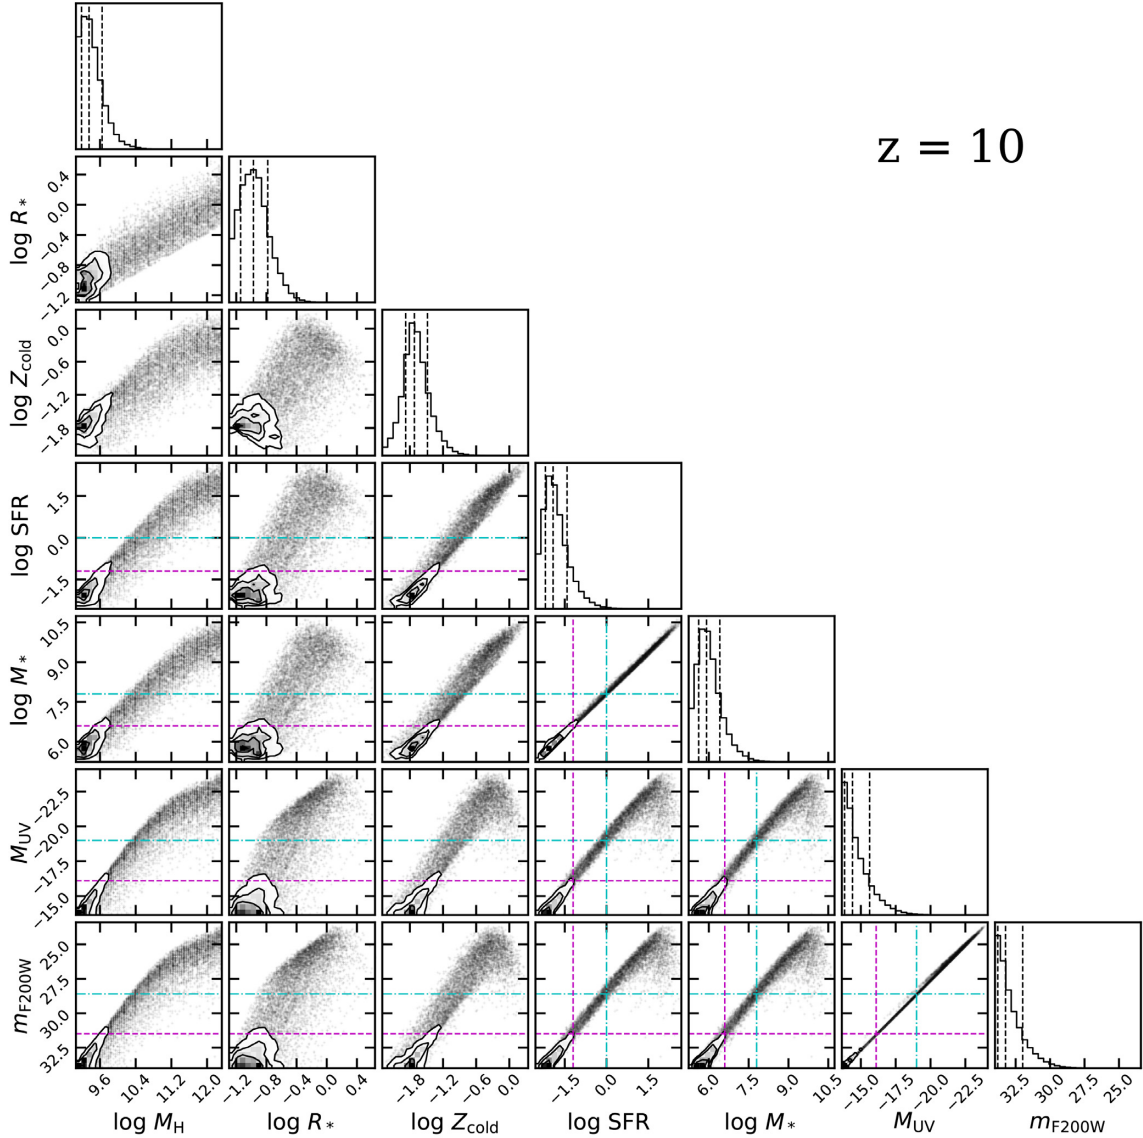 z = 10
0.4
0.0
−0.4
−0.8
−1.2
log R*
0.0
−0.6
−1.2
−1.8
log Zcold
1.5
0.0
−1.5
log SFR
10.5
9.0
7.5
6.0
log M*
−22.5
−20.0
−17.5
−15.0
MUV
25.0
27.5
30.0
32.5
mF200W
9.6 10.4 11.2 12.0
−1.2 −0.8 −0.4 0.0 0.4
−1.8 −1.2 −0.6 0.0
−1.5 0.0 1.5
6.0 7.5 9.0 10.5
−15.0 −17.5 −20.0 −22.5
32.5 30.0 27.5 25.0
log MH log R* log Zcold log SFR log M* MUV mF200W